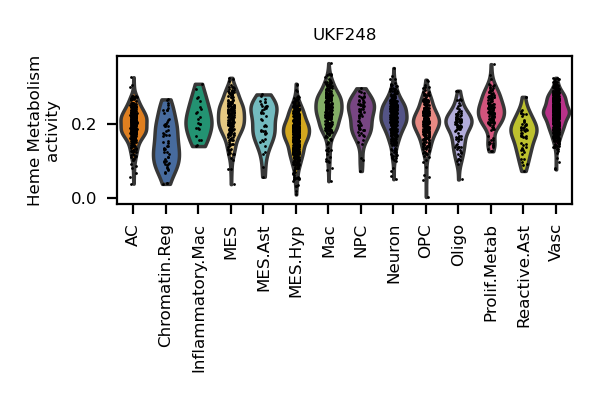 UKF248
Heme Metabolism
activity
0.2
0.0
AC
Chromatin.Reg
Inflammatory.Mac
MES
MES.Ast
MES.Hyp
Mac
NPC
Neuron
OPC
Oligo
Prolif.Metab
Reactive.Ast
Vasc